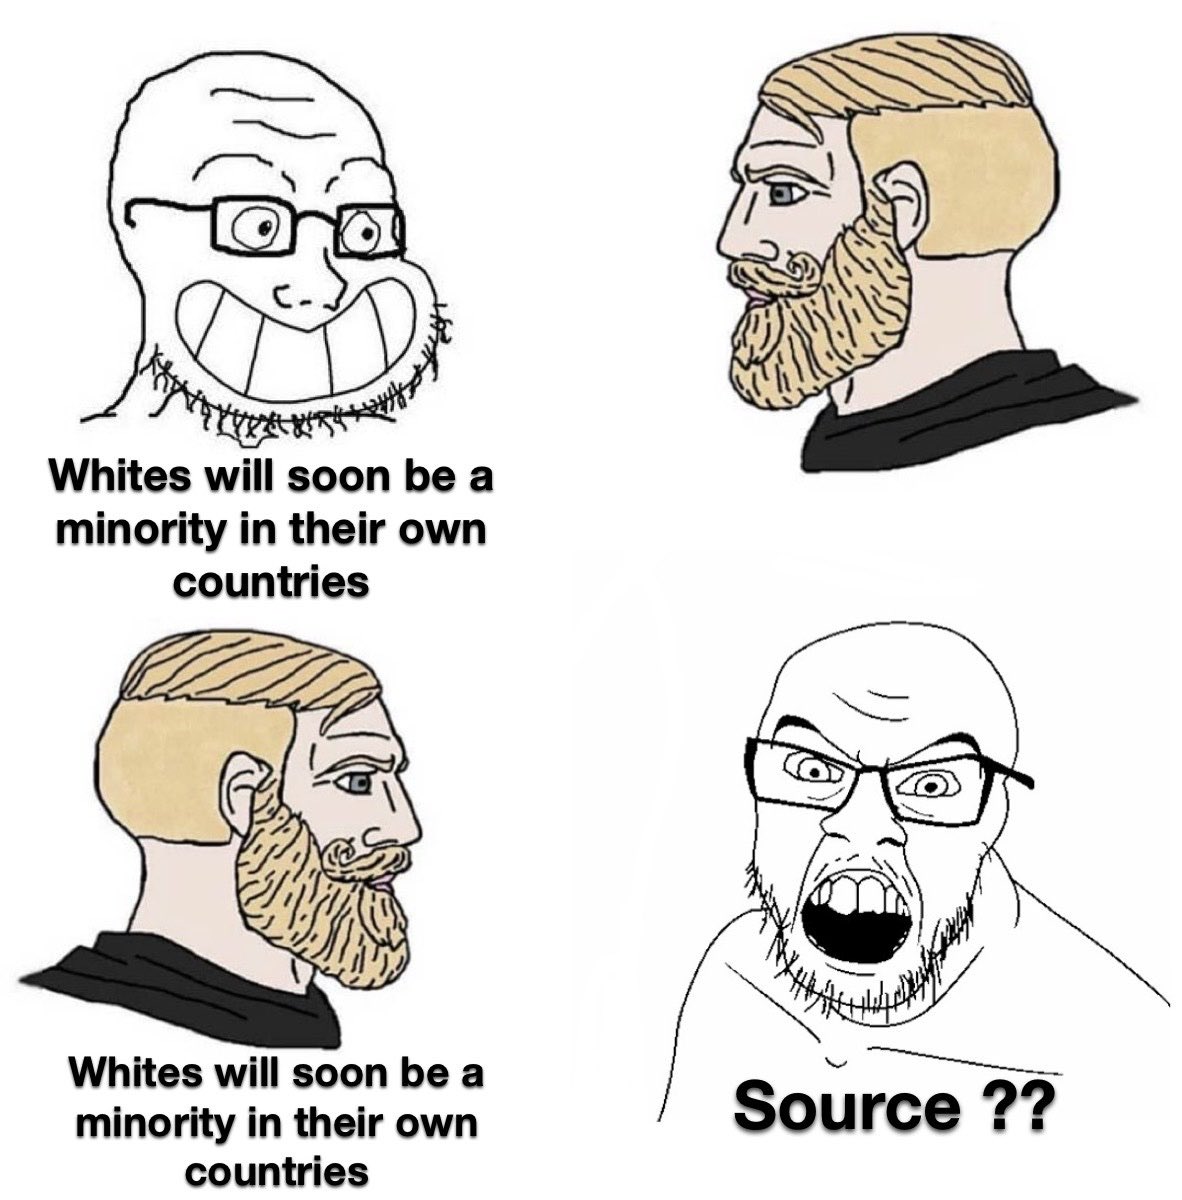 Whites will soon be a
minority in their own
countries
Whites will soon be a
minority in their own
countries
Source ??